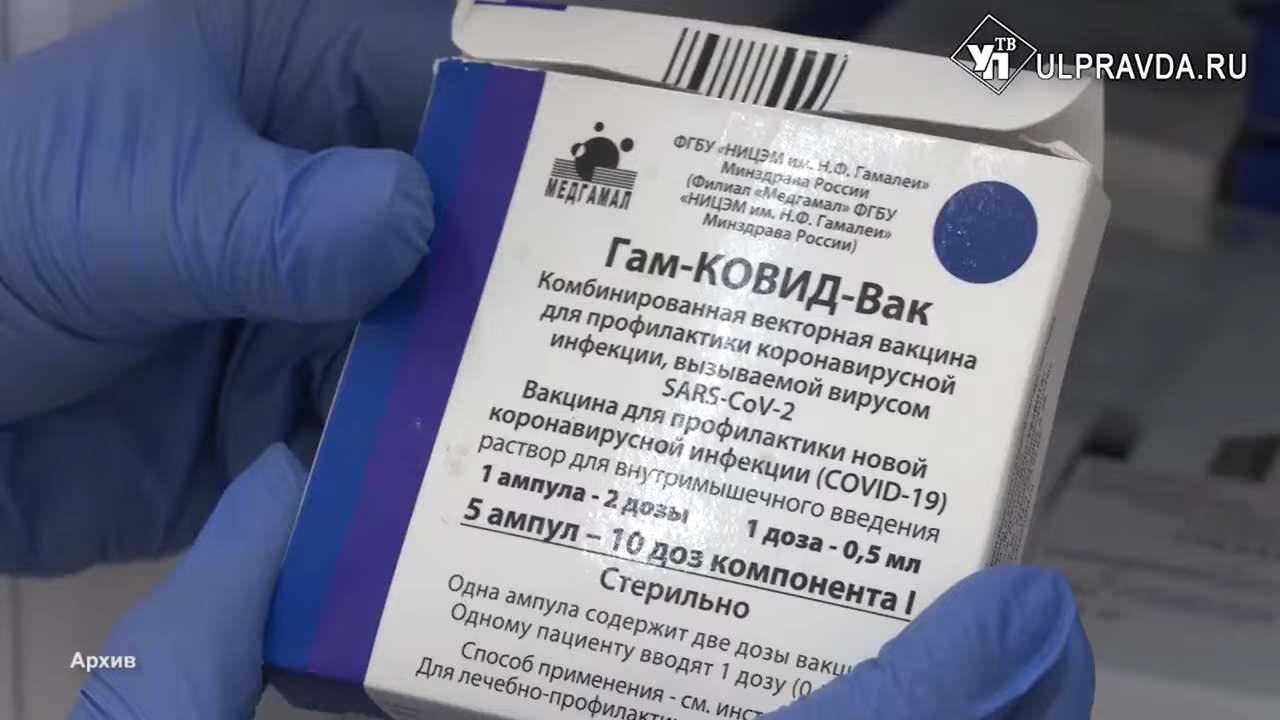 УП ТВ ULPRAVDA.RU
МЕДГАМАЛ
ФГБУ «НИЦЭМ им. Н.Ф. Гамалеи»
Минздрава России
(Филиал «Медгамал» ФГБУ
«НИЦЭМ им. Н.Ф. Гамалеи»
Минздрава России)
Гам-КОВИД-Вак
Комбинированная векторная вакцина
для профилактики коронавирусной
инфекции, вызываемой вирусом
SARS-CoV-2
Вакцина для профилактики новой
коронавирусной инфекции (COVID-19)
раствор для внутримышечного введения
1 ампула - 2 дозы 1 доза - 0,5 мл
5 ампул – 10 доз компонента I
Стерильно
Одна ампула содержит две дозы
Одному пациенту вводят 1 дозу (0
Способ применения - см.
Для
Архив